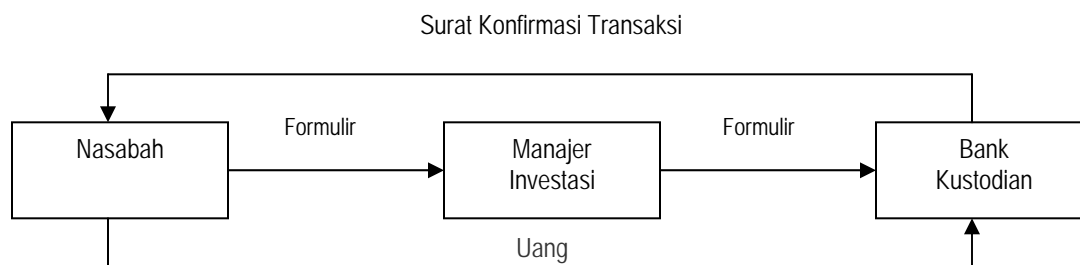 Surat Konfirmasi Transaksi
Formulir
Formulir
Nasabah
Manajer
Investasi
Bank
Kustodian
Uang